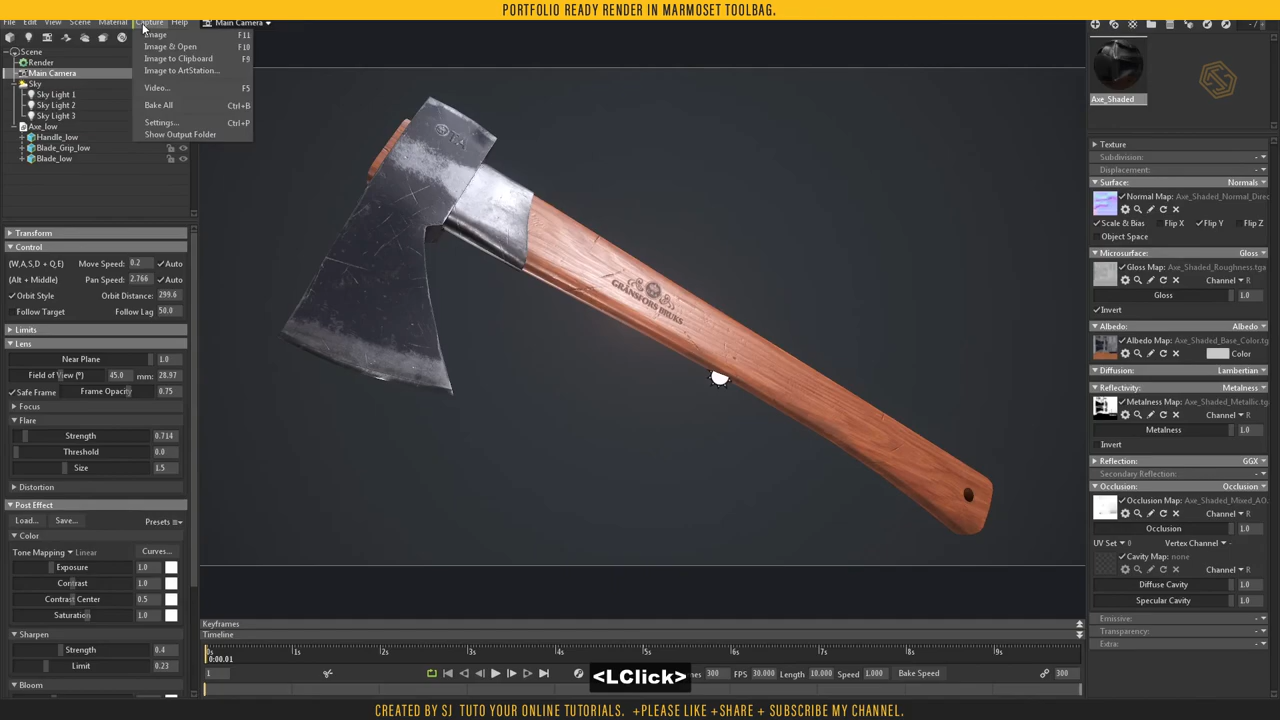 PORTFOLIO READY RENDER IN MARMOSET TOOLBAG.
File Edit View Scene Material Capture Help Main Camera
Image F11
Image & Open F10
Image to Clipboard F9
Image to ArtStation...
Video... F5
Bake All Ctrl+B
Settings... Ctrl+P
Show Output Folder
Scene
Render
Main Camera
Sky
Sky Light 1
Sky Light 2
Sky Light 3
Axe_low
Handle_low
Blade_Grip_low
Blade_low
Transform
Control
(W,A,S,D + Q,E) Move Speed: 0.2 Auto
(Alt + Middle) Pan Speed: 2.766 Auto
Orbit Style Orbit Distance: 299.6
Follow Target Follow Lag 50.0
Limits
Lens
Near Plane 1.0
Field of View (°) 45.0 mm: 28.97
Safe Frame Frame Opacity 0.75
Focus
Flare
Strength 0.714
Threshold 0.0
Size 1.5
Distortion
Post Effect
Load... Save... Presets
Color
Tone Mapping Linear Curves...
Exposure 1.0
Contrast 1.0
Contrast Center 0.5
Saturation 1.0
Sharpen
Strength 0.4
Limit 0.23
Bloom
GRÄNSFORS BRUKS
Keyframes
Timeline
0s 1s 2s 3s 4s 5s 6s 7s 8s 9s
0:00.01
1 300 FPS 30.000 Length 10.000 Speed 1.000 Bake Speed 300
<LClick>
Axe_Shaded
Texture
Subdivision:
Displacement:
Surface: Normals
Normal Map: Axe_Shaded_Normal_Direc
Scale & Bias Flip X Flip Y Flip Z
Object Space
Microsurface: Gloss
Gloss Map: Axe_Shaded_Roughness.tga
Gloss 1.0
Invert
Albedo: Albedo
Albedo Map: Axe_Shaded_Base_Color.tg
Color
Diffusion: Lambertian
Reflectivity: Metalness
Metalness Map: Axe_Shaded_Metallic.tg
Channel R
Metalness 1.0
Invert
Reflection: GGX
Secondary Reflection:
Occlusion: Occlusion
Occlusion Map: Axe_Shaded_Mixed_AO.
Channel R
Occlusion 1.0
UV Set 0 Vertex Channel -
Cavity Map: none
Channel R
Diffuse Cavity 1.0
Specular Cavity 1.0
Emissive:
Transparency:
Extra:
CREATED BY SJ TUTO YOUR ONLINE TUTORIALS. +PLEASE LIKE +SHARE + SUBSCRIBE MY CHANNEL.